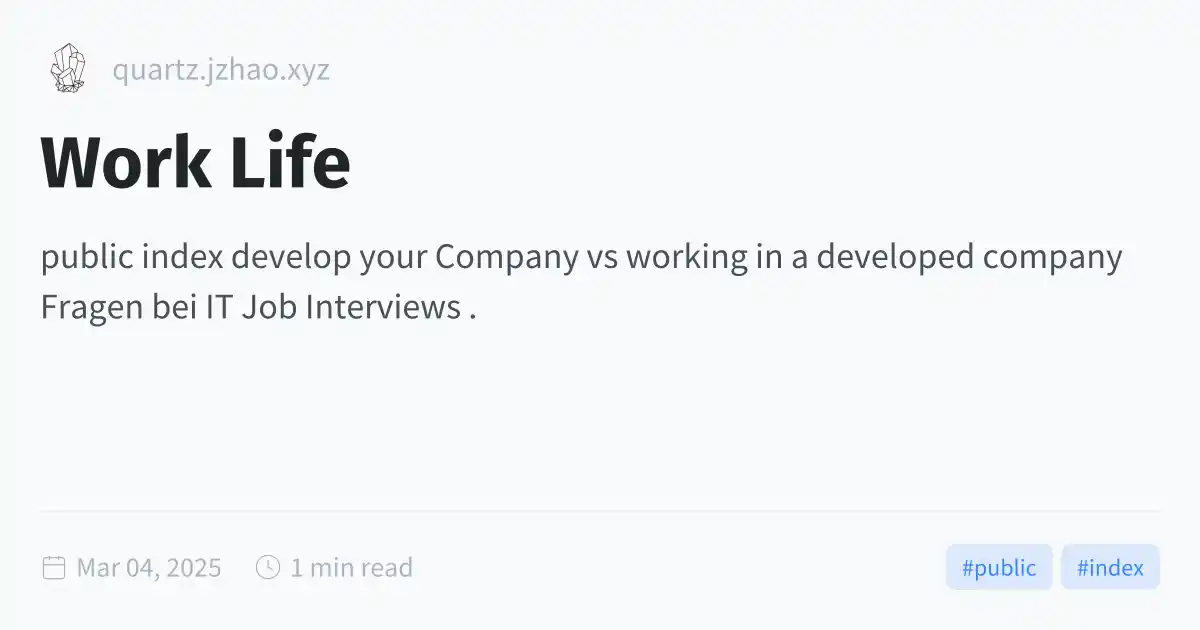 quartz.jzhao.xyz
Work Life
public index develop your Company vs working in a developed company
Fragen bei IT Job Interviews .
Mar 04, 2025 1 min read #public #index